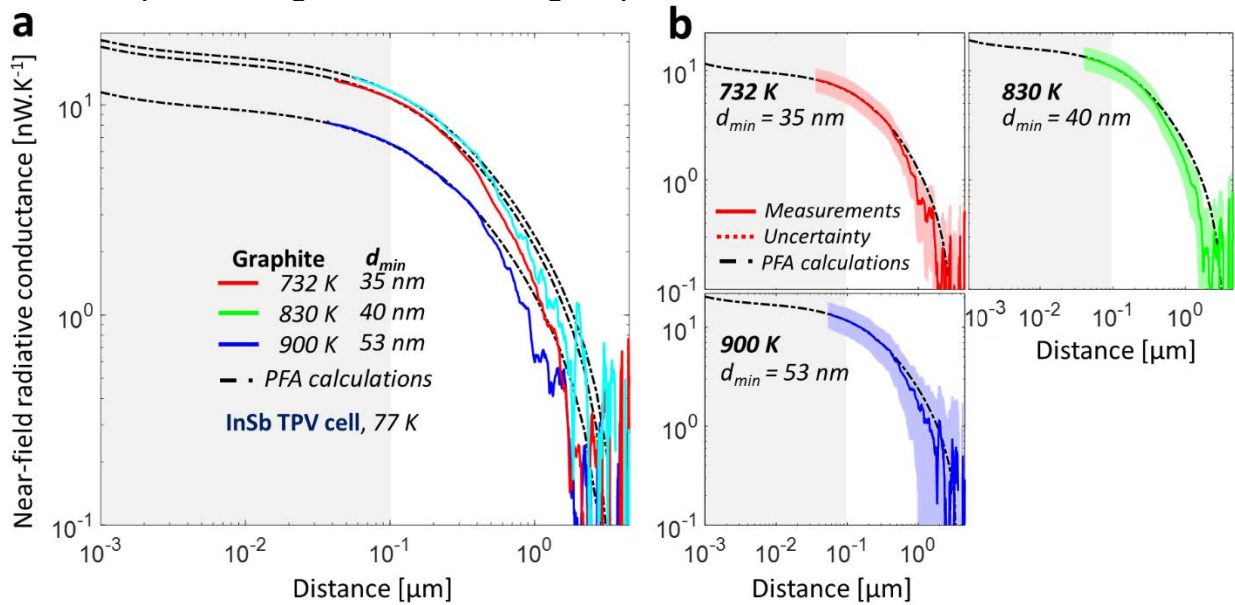 a
Near-field radiative conductance [nW.K⁻¹]
10¹
10⁰
10⁻¹
Graphite d_min
732 K 35 nm
830 K 40 nm
900 K 53 nm
PFA calculations
InSb TPV cell, 77 K
10⁻³ 10⁻² 10⁻¹ 10⁰
Distance [µm]
b
10¹
10⁰
10⁻¹
732 K
d_min = 35 nm
Measurements
Uncertainty
PFA calculations
830 K
d_min = 40 nm
10⁻³ 10⁻² 10⁻¹ 10⁰
Distance [µm]
10¹
10⁰
10⁻¹
900 K
d_min = 53 nm
10⁻³ 10⁻² 10⁻¹ 10⁰
Distance [µm]